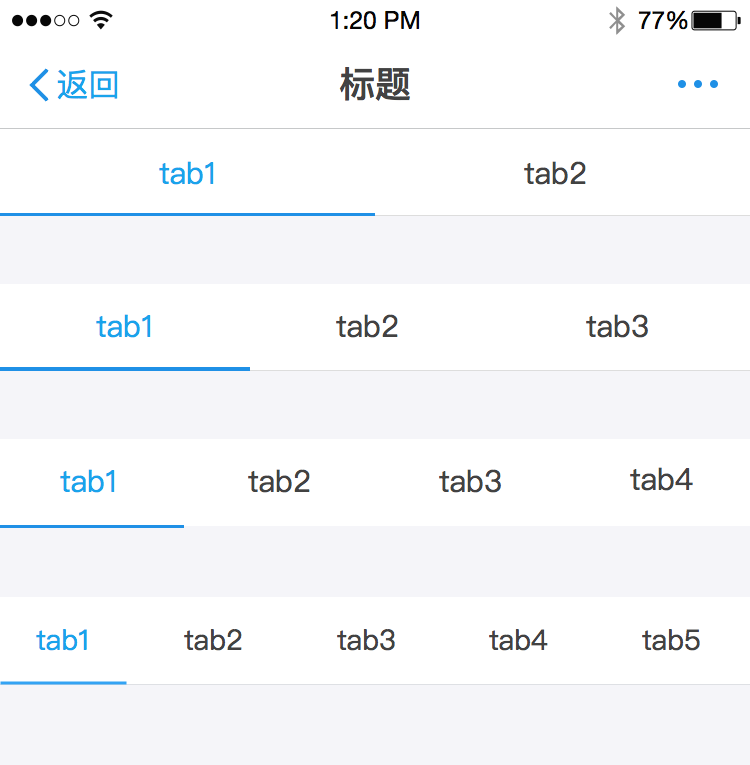 1:20 PM 77%
返回 标题
tab1 tab2
tab1 tab2 tab3
tab1 tab2 tab3 tab4
tab1 tab2 tab3 tab4 tab5